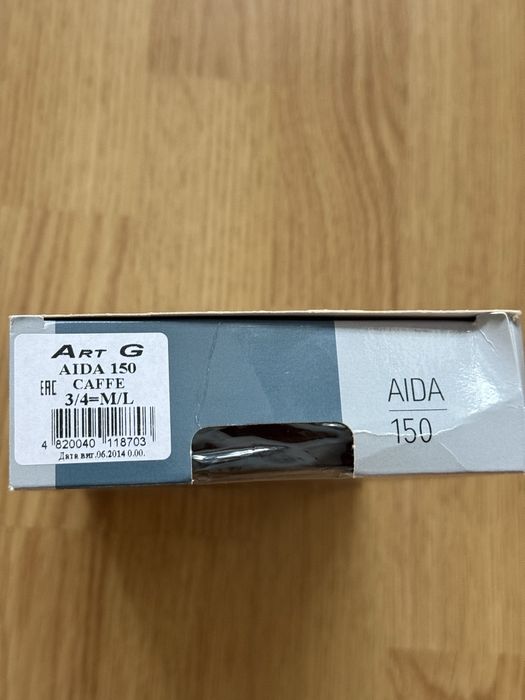 ART G
AIDA 150
CAFFE
EAC
3/4=M/L
4 820040 118703
Дата виг.06.2014 0.00.
AIDA
150